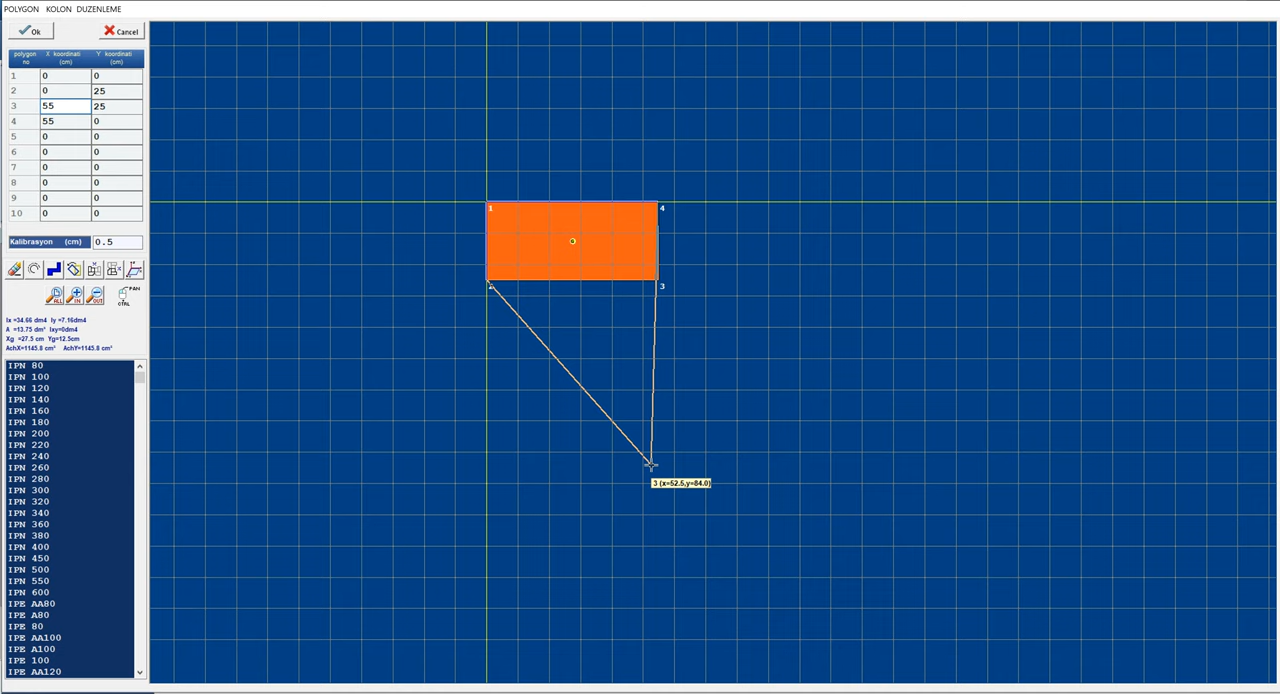 POLYGON KOLON DUZENLEME
Ok Cancel
polygon no X koordinati (cm) Y koordinati (cm)
1 0 0
2 0 25
3 55 25
4 55 0
5 0 0
6 0 0
7 0 0
8 0 0
9 0 0
10 0 0
Kalibrasyon (cm) 0.5
ALL IN OUT PAN CTRL
Ix =34.66 dm4 Iy =7.16dm4
A =13.75 dm² Ixy=0dm4
Xg =27.5 cm Yg=12.5cm
AchX=1145.8 cm² AchY=1145.8 cm²
IPN 80
IPN 100
IPN 120
IPN 140
IPN 160
IPN 180
IPN 200
IPN 220
IPN 240
IPN 260
IPN 280
IPN 300
IPN 320
IPN 340
IPN 360
IPN 380
IPN 400
IPN 450
IPN 500
IPN 550
IPN 600
IPE AA80
IPE A80
IPE 80
IPE AA100
IPE A100
IPE 100
IPE AA120
1
4
2
3
3 (x=52.5,y=84.0)